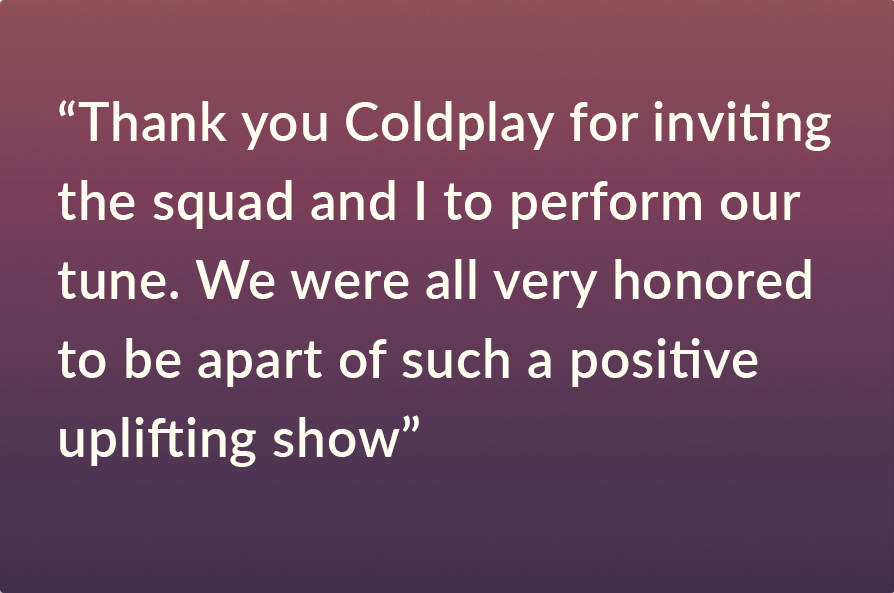 “Thank you Coldplay for inviting
the squad and I to perform our
tune. We were all very honored
to be apart of such a positive
uplifting show”